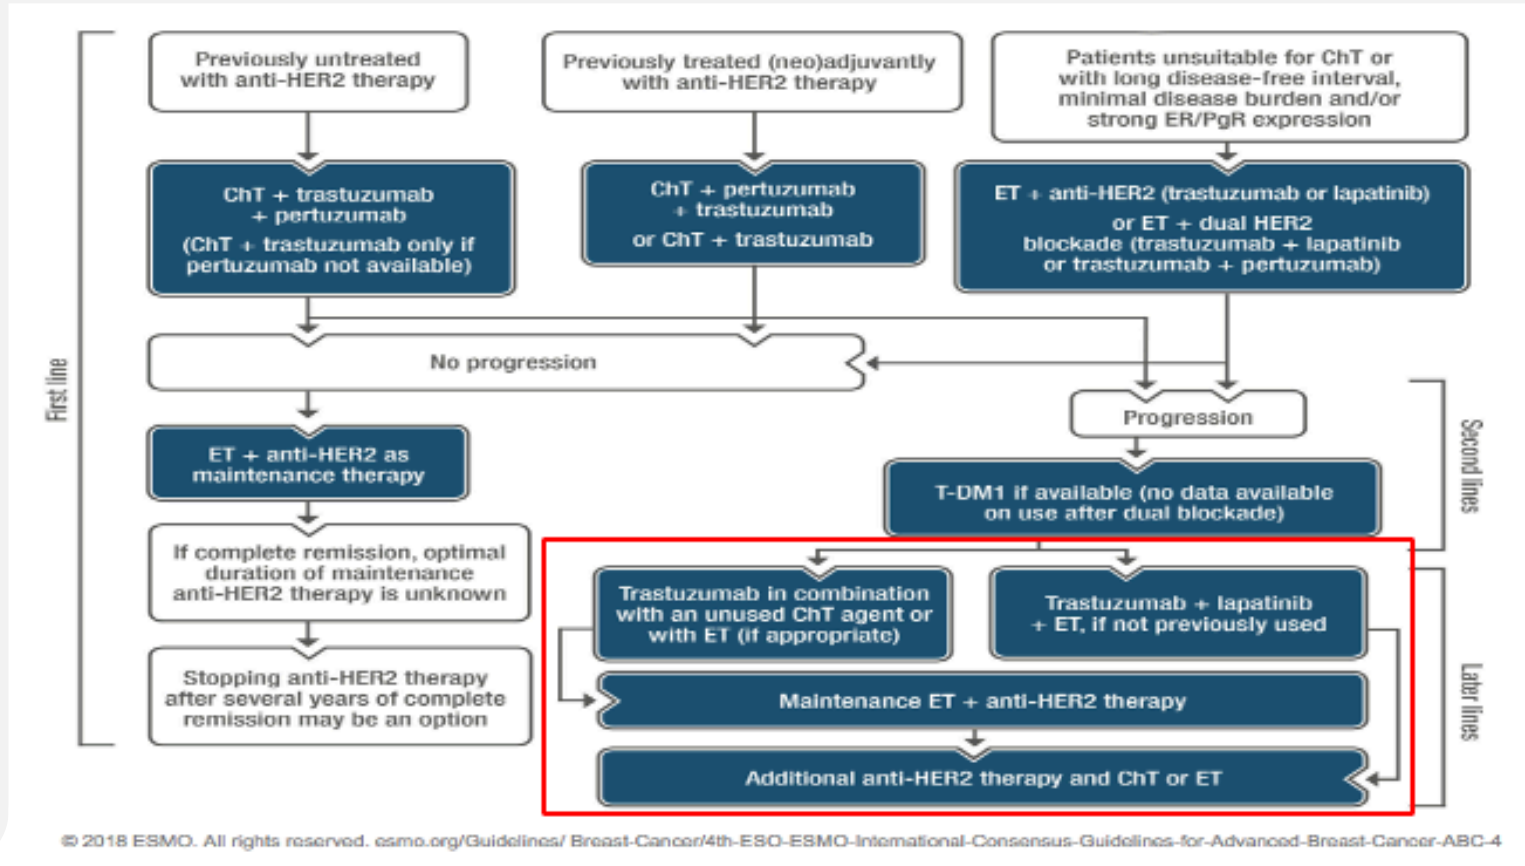 Previously untreated
with anti-HER2 therapy
Previously treated (neo)adjuvantly
with anti-HER2 therapy
Patients unsuitable for ChT or
with long disease-free interval,
minimal disease burden and/or
strong ER/PgR expression
ChT + trastuzumab
+ pertuzumab
(ChT + trastuzumab only if
pertuzumab not available)
ChT + pertuzumab
+ trastuzumab
or ChT + trastuzumab
ET + anti-HER2 (trastuzumab or lapatinib)
or ET + dual HER2
blockade (trastuzumab + lapatinib
or trastuzumab + pertuzumab)
First line
No progression
Progression
Second lines
ET + anti-HER2 as
maintenance therapy
T-DM1 if available (no data available
on use after dual blockade)
If complete remission, optimal
duration of maintenance
anti-HER2 therapy is unknown
Trastuzumab in combination
with an unused ChT agent or
with ET (if appropriate)
Trastuzumab + lapatinib
+ ET, if not previously used
Later lines
Stopping anti-HER2 therapy
after several years of complete
remission may be an option
Maintenance ET + anti-HER2 therapy
Additional anti-HER2 therapy and ChT or ET
© 2018 ESMO. All rights reserved. esmo.org/Guidelines/ Breast-Cancer/4th-ESO-ESMO-International-Consensus-Guidelines-for-Advanced-Breast-Cancer-ABC-4